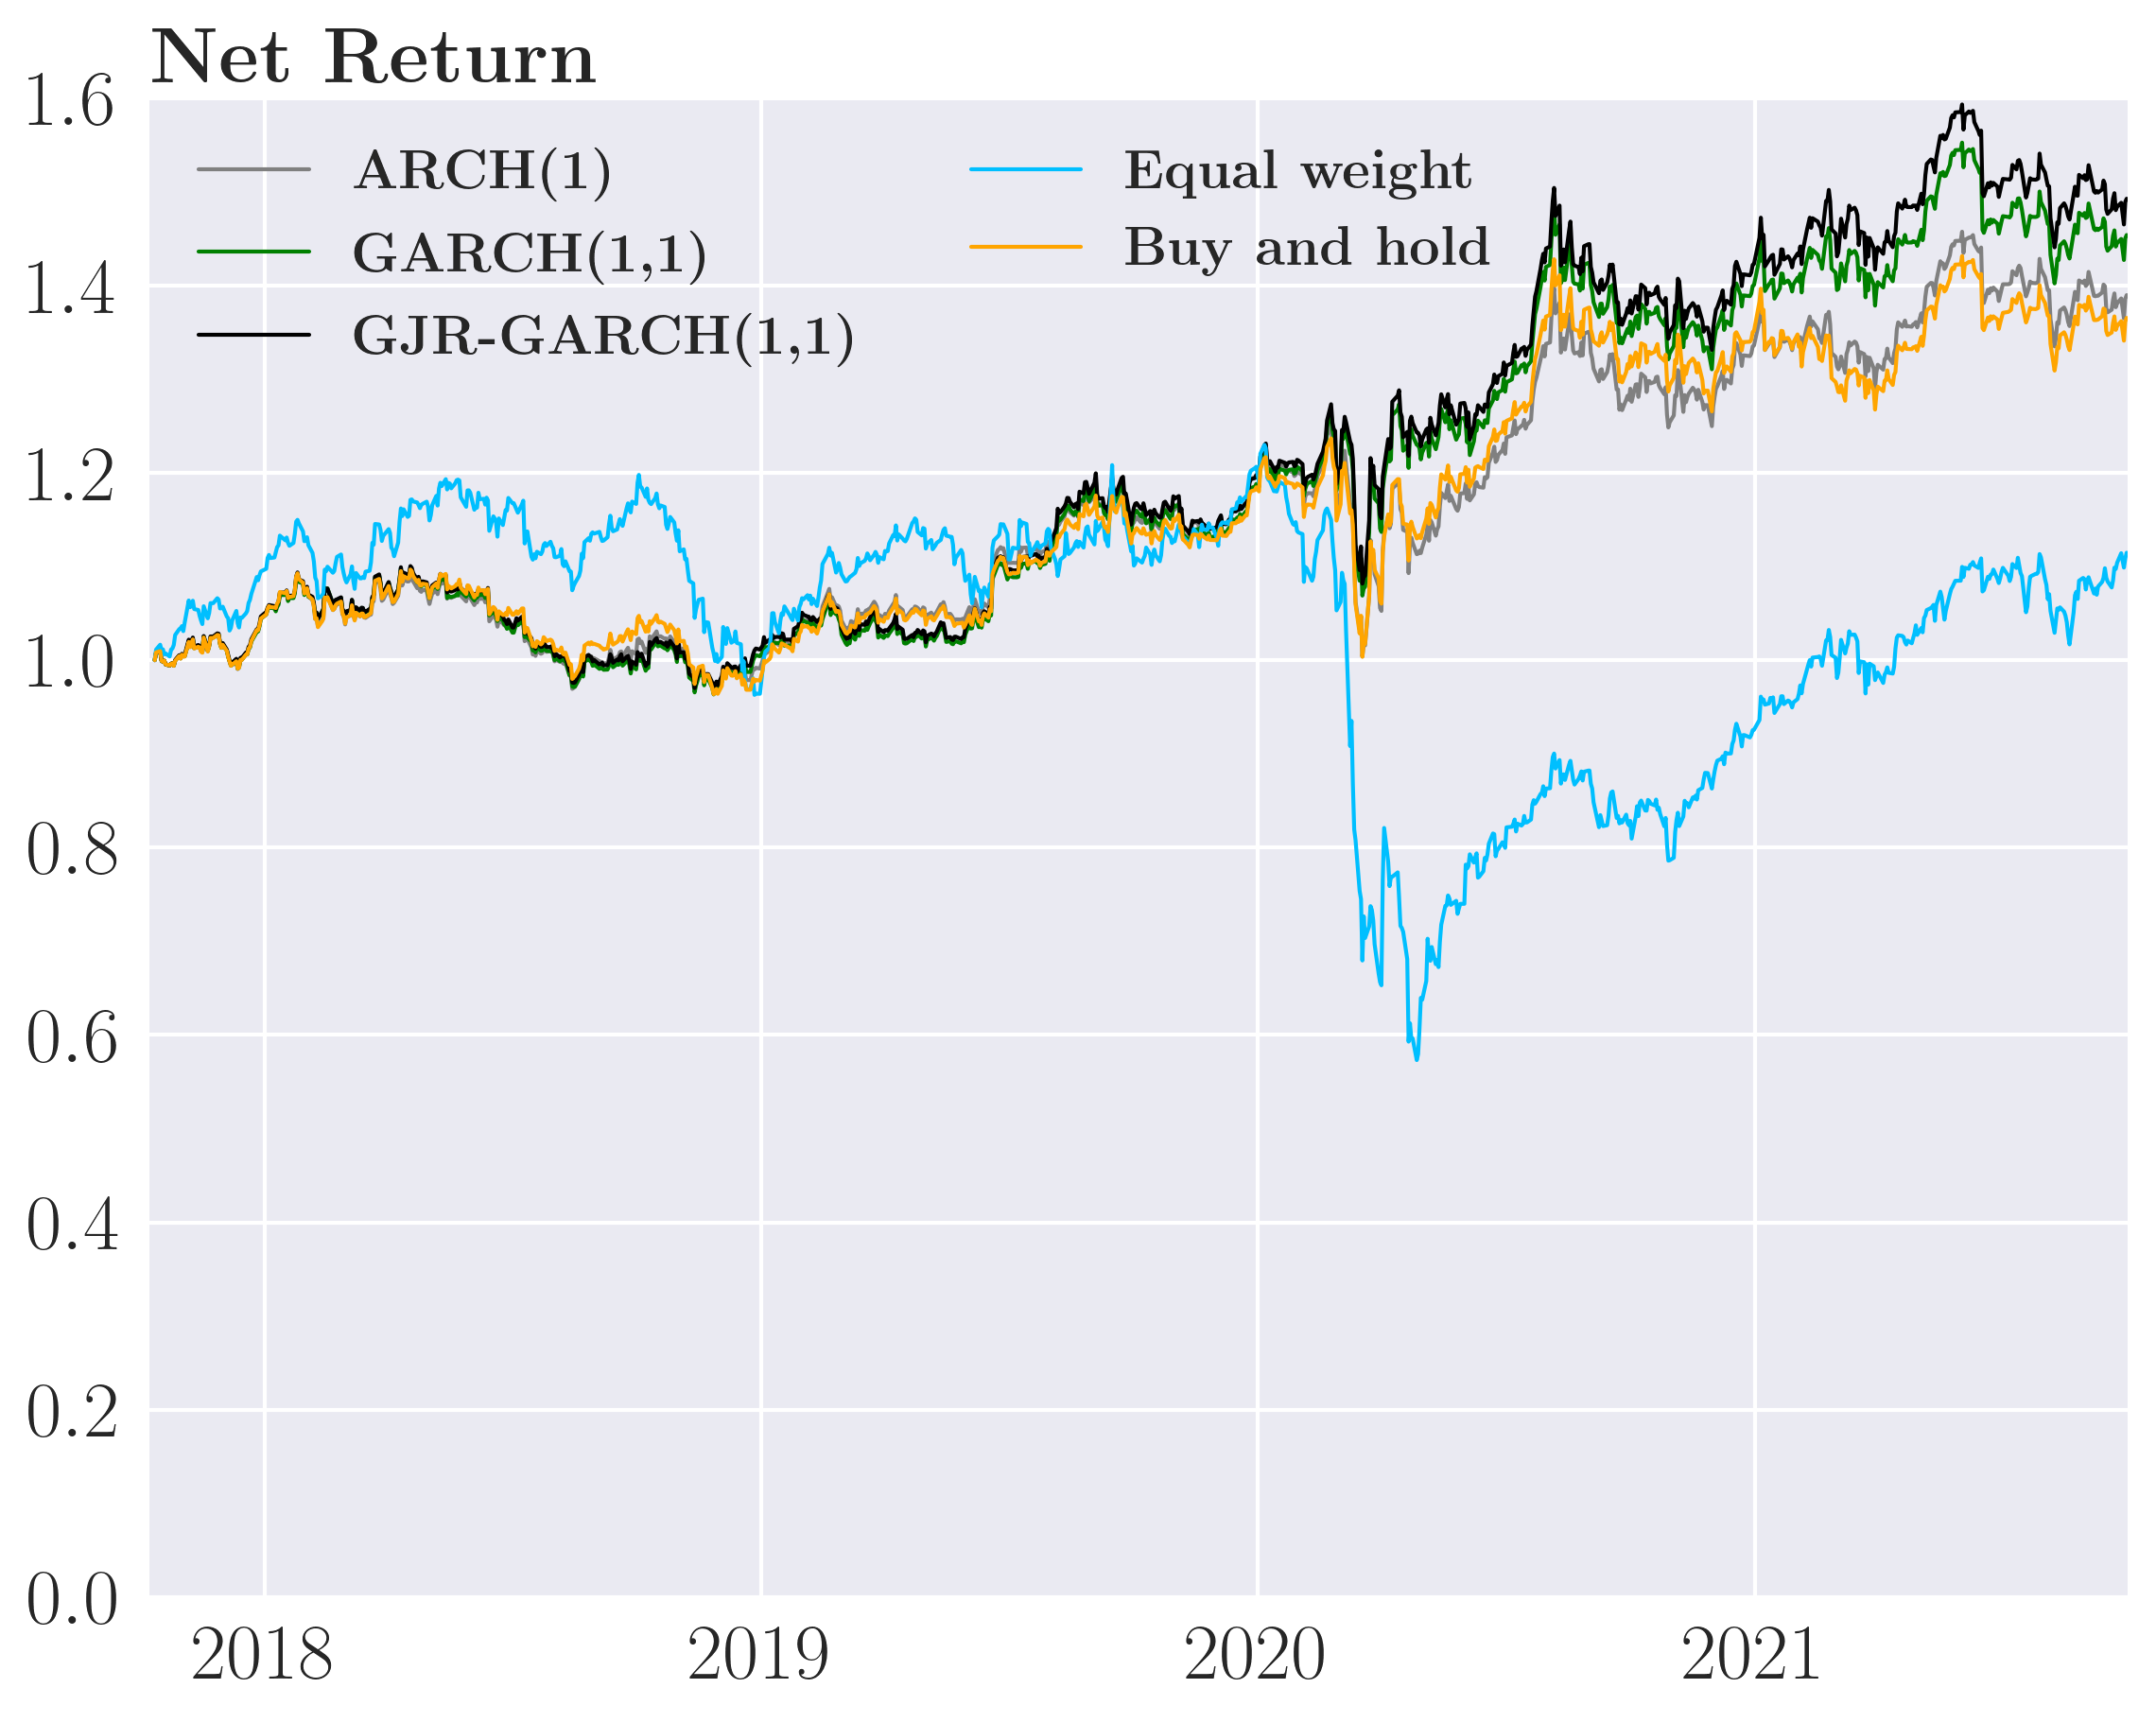 Net Return
1.6
1.4
1.2
1.0
0.8
0.6
0.4
0.2
0.0
ARCH(1)
GARCH(1,1)
GJR-GARCH(1,1)
Equal weight
Buy and hold
2018 2019 2020 2021